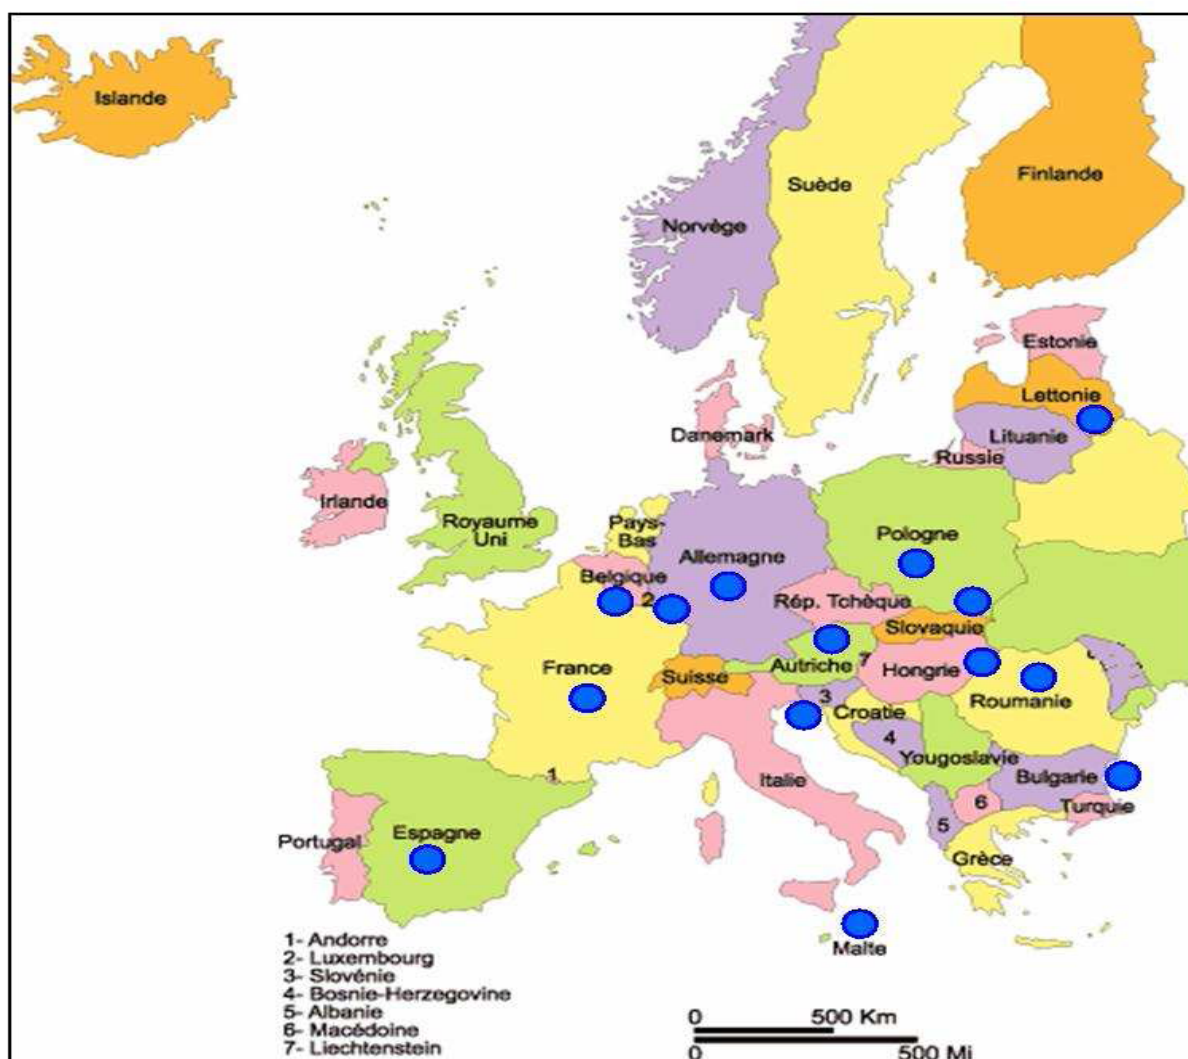 Islande
Finlande
Suède
Norvège
Estonie
Lettonie
Danemark
Lituanie
Russie
Irlande
Royaume
Uni
Pays-
Bas
Pologne
Allemagne
Belgique
2
Rép. Tchèque
Slovaquie
France
Suisse
Autriche
7
Hongrie
Roumanie
3
Croatie
4
Yougoslavie
Bulgarie
1
Italie
6
Turquie
5
Portugal
Espagne
Grèce
Malte
1- Andorre
2- Luxembourg
3- Slovénie
4- Bosnie-Herzegovine
5- Albanie
6- Macédoine
7- Liechtenstein
0 500 Km
0 500 Mi